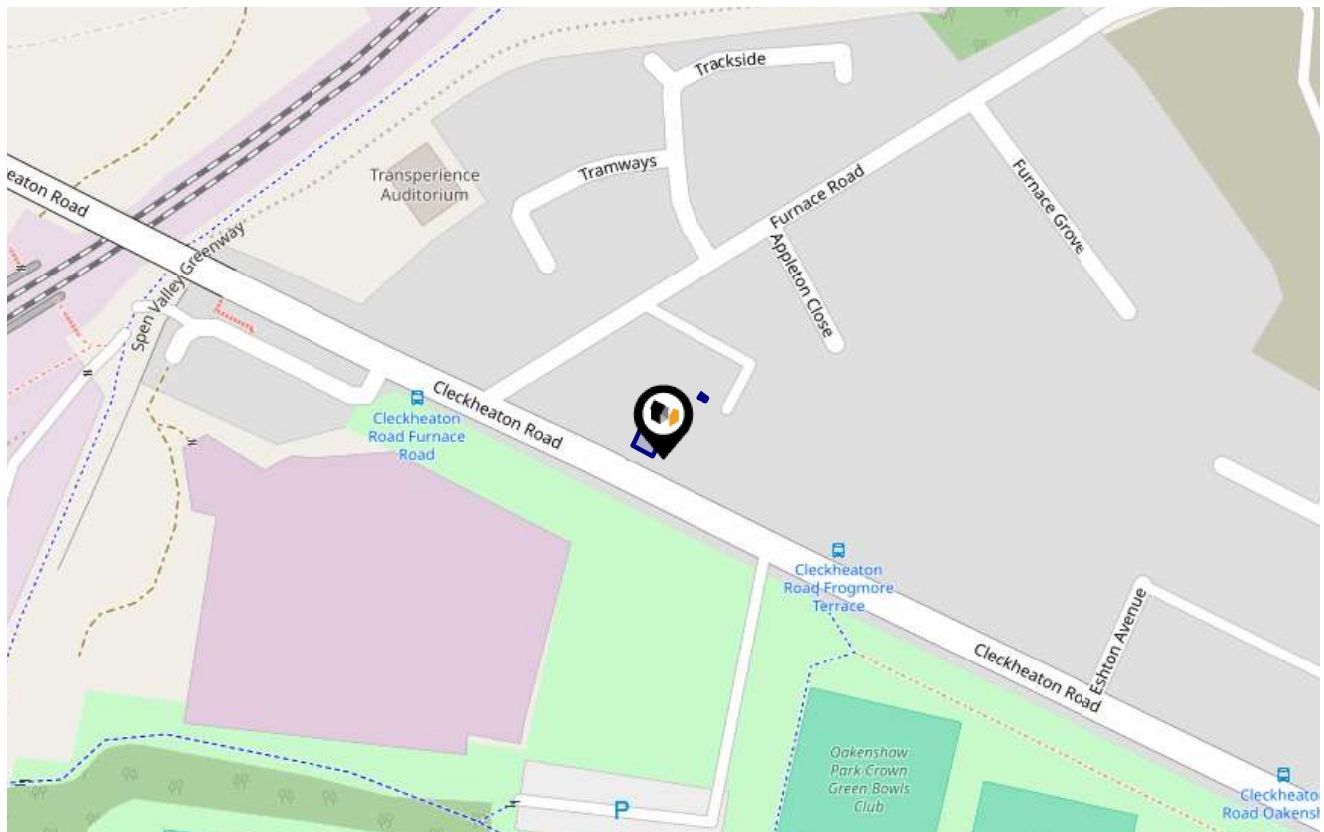 Trackside
Tramways
Transperience
Auditorium
eaton Road
Furnace Road
Furnace Grove
Appleton Close
Spen Valley Greenway
Cleckheaton
Road Furnace
Road
Cleckheaton Road
Cleckheaton
Road Frogmore
Terrace
Eshton Avenue
Cleckheaton Road
Oakenshaw
Park Crown
Green Bowls
Club
P
Cleckheato
Road Oakensh